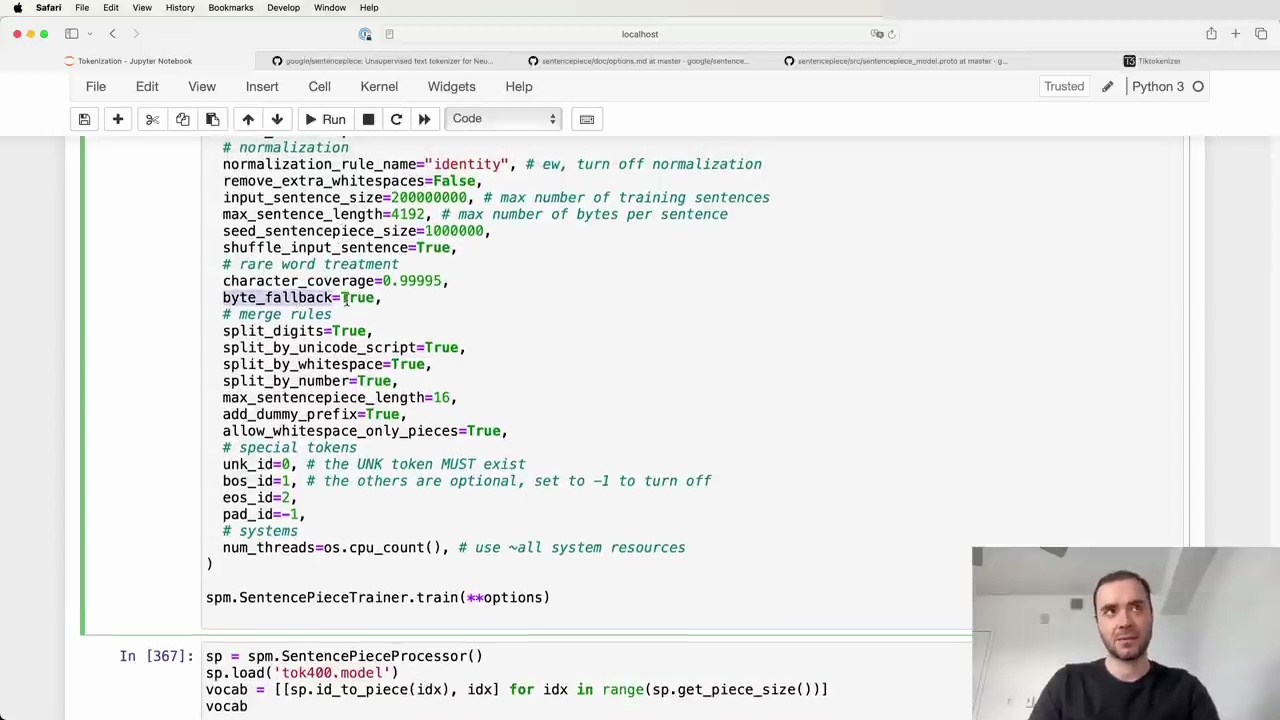 Safari File Edit View History Bookmarks Develop Window Help
localhost
Tokenization - Jupyter Notebook
google/sentencepiece: Unsupervised text tokenizer for Neu...
sentencepiece/doc/options.md at master · google/sentence...
sentencepiece/src/sentencepiece_model.proto at master · g...
T3 Tiktokenizer
File Edit View Insert Cell Kernel Widgets Help
Trusted Python 3
Run Code
# normalization
normalization_rule_name="identity", # ew, turn off normalization
remove_extra_whitespaces=False,
input_sentence_size=200000000, # max number of training sentences
max_sentence_length=4192, # max number of bytes per sentence
seed_sentencepiece_size=1000000,
shuffle_input_sentence=True,
# rare word treatment
character_coverage=0.99995,
byte_fallback=True,
# merge rules
split_digits=True,
split_by_unicode_script=True,
split_by_whitespace=True,
split_by_number=True,
max_sentencepiece_length=16,
add_dummy_prefix=True,
allow_whitespace_only_pieces=True,
# special tokens
unk_id=0, # the UNK token MUST exist
bos_id=1, # the others are optional, set to -1 to turn off
eos_id=2,
pad_id=-1,
# systems
num_threads=os.cpu_count(), # use ~all system resources
)
spm.SentencePieceTrainer.train(**options)
In [367]: sp = spm.SentencePieceProcessor()
sp.load('tok400.model')
vocab = [[sp.id_to_piece(idx), idx] for idx in range(sp.get_piece_size())]
vocab